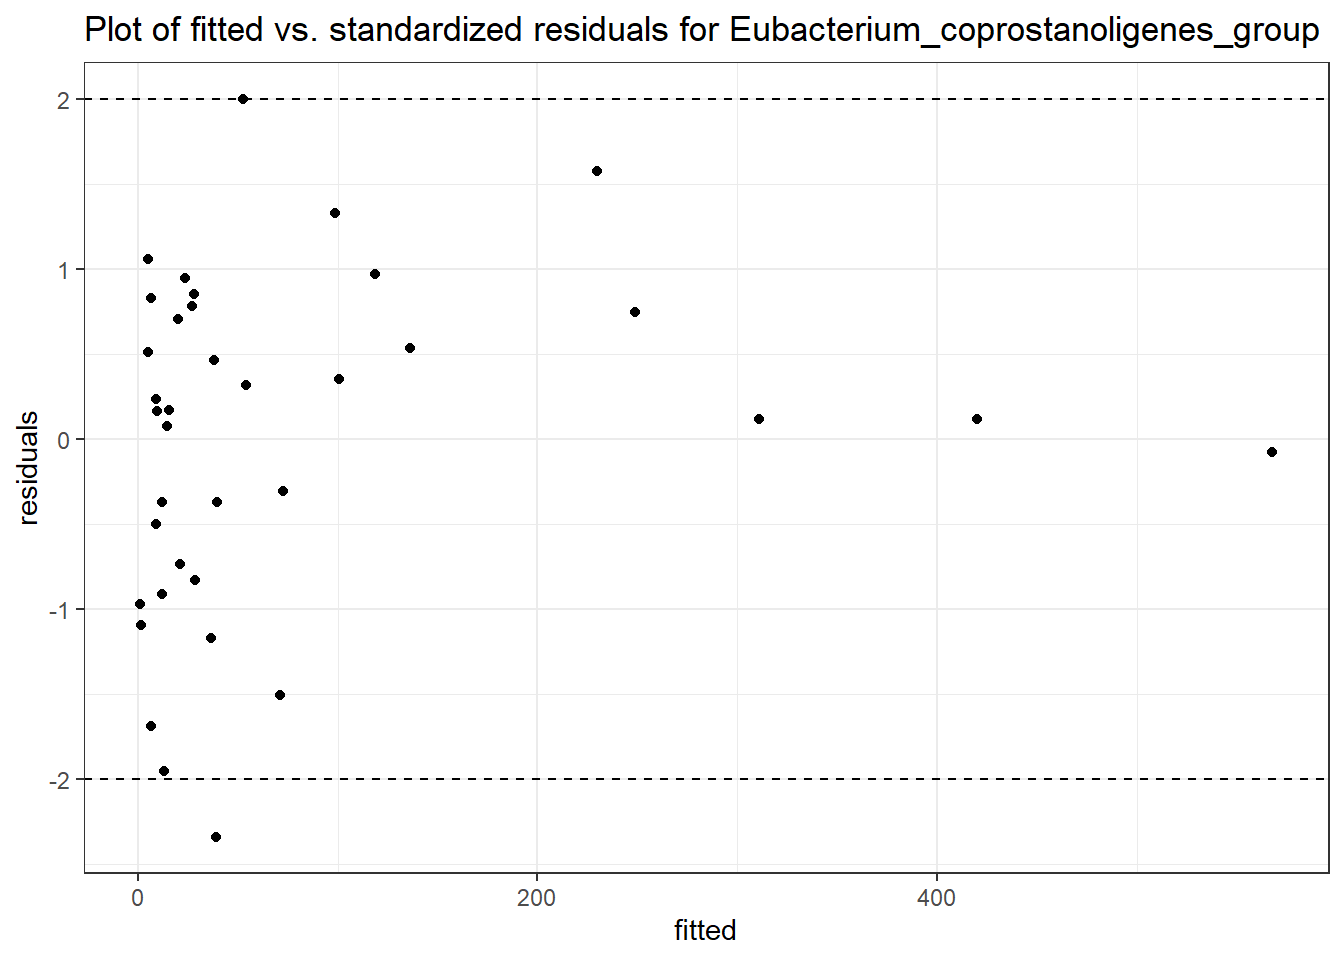 Plot of fitted vs. standardized residuals for Eubacterium_coprostanoligenes_group
2
1
0
-1
-2
residuals
0
200
400
fitted